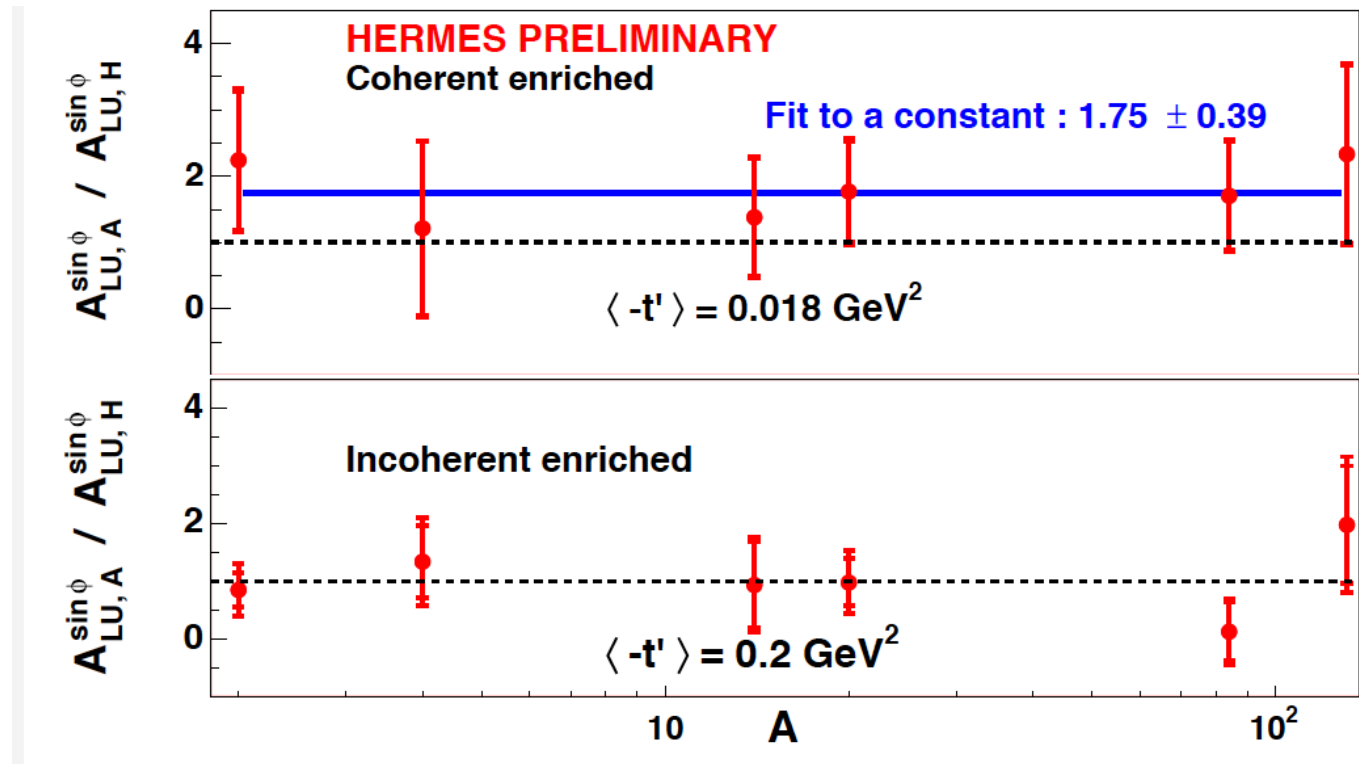 HERMES PRELIMINARY
Coherent enriched
Fit to a constant : 1.75 ± 0.39
⟨ -t' ⟩ = 0.018 GeV²
A_{LU, A}^{sin ϕ} / A_{LU, H}^{sin ϕ}
4
2
0
Incoherent enriched
⟨ -t' ⟩ = 0.2 GeV²
A_{LU, A}^{sin ϕ} / A_{LU, H}^{sin ϕ}
4
2
0
10 A 10²